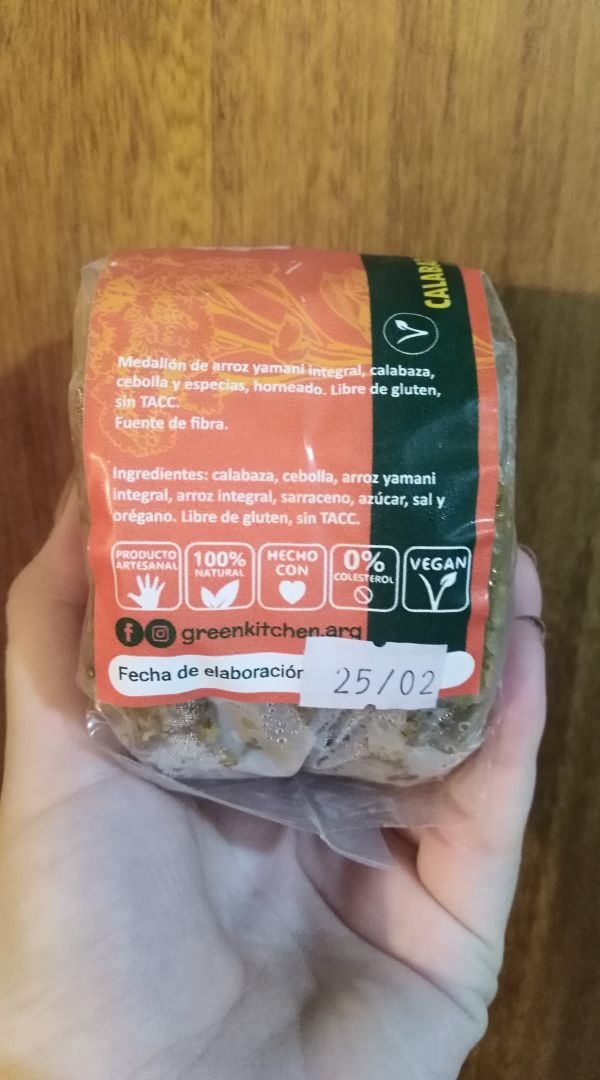 Medallón de arroz yamani integral, calabaza,
cebolla y especias, horneado. Libre de gluten,
sin TACC.
Fuente de fibra.
Ingredientes: calabaza, cebolla, arroz yamani
integral, arroz integral, sarraceno, azúcar, sal y
orégano. Libre de gluten, sin TACC.
PRODUCTO
ARTESANAL
100%
NATURAL
HECHO
CON
0%
COLESTEROL
VEGAN
greenkitchen.arg
Fecha de elaboración
25/02